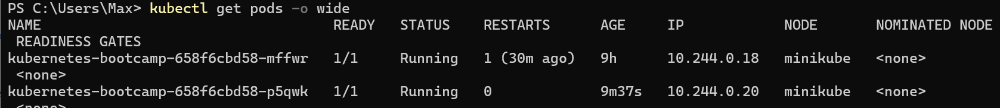 PS C:\Users\Max> kubectl get pods -o wide
NAME READY STATUS RESTARTS AGE IP NODE NOMINATED NODE
READINESS GATES
kubernetes-bootcamp-658f6cbd58-mffwr 1/1 Running 1 (30m ago) 9h 10.244.0.18 minikube <none>
<none>
kubernetes-bootcamp-658f6cbd58-p5qwk 1/1 Running 0 9m37s 10.244.0.20 minikube <none>
<none>